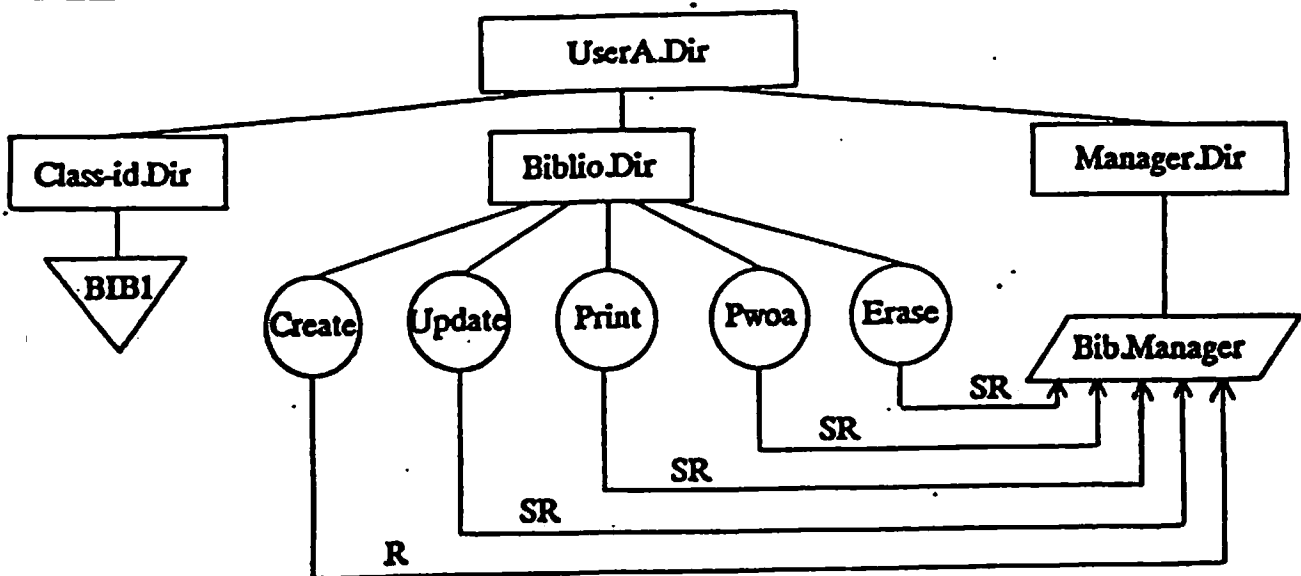 UserA.Dir
Class-id.Dir
Biblio.Dir
Manager.Dir
BIB1
Create
Update
Print
Pwoa
Erase
Bib.Manager
SR
SR
SR
SR
R